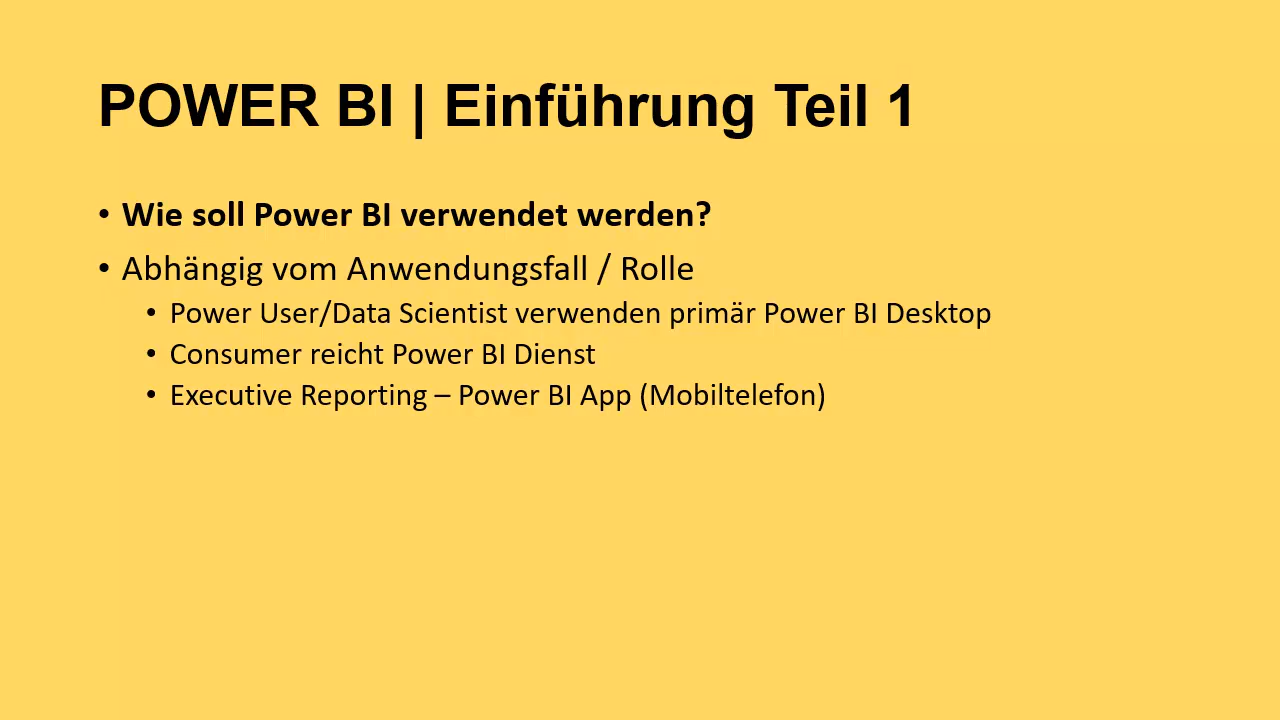 POWER BI | Einführung Teil 1
• Wie soll Power BI verwendet werden?
• Abhängig vom Anwendungsfall / Rolle
• Power User/Data Scientist verwenden primär Power BI Desktop
• Consumer reicht Power BI Dienst
• Executive Reporting – Power BI App (Mobiltelefon)